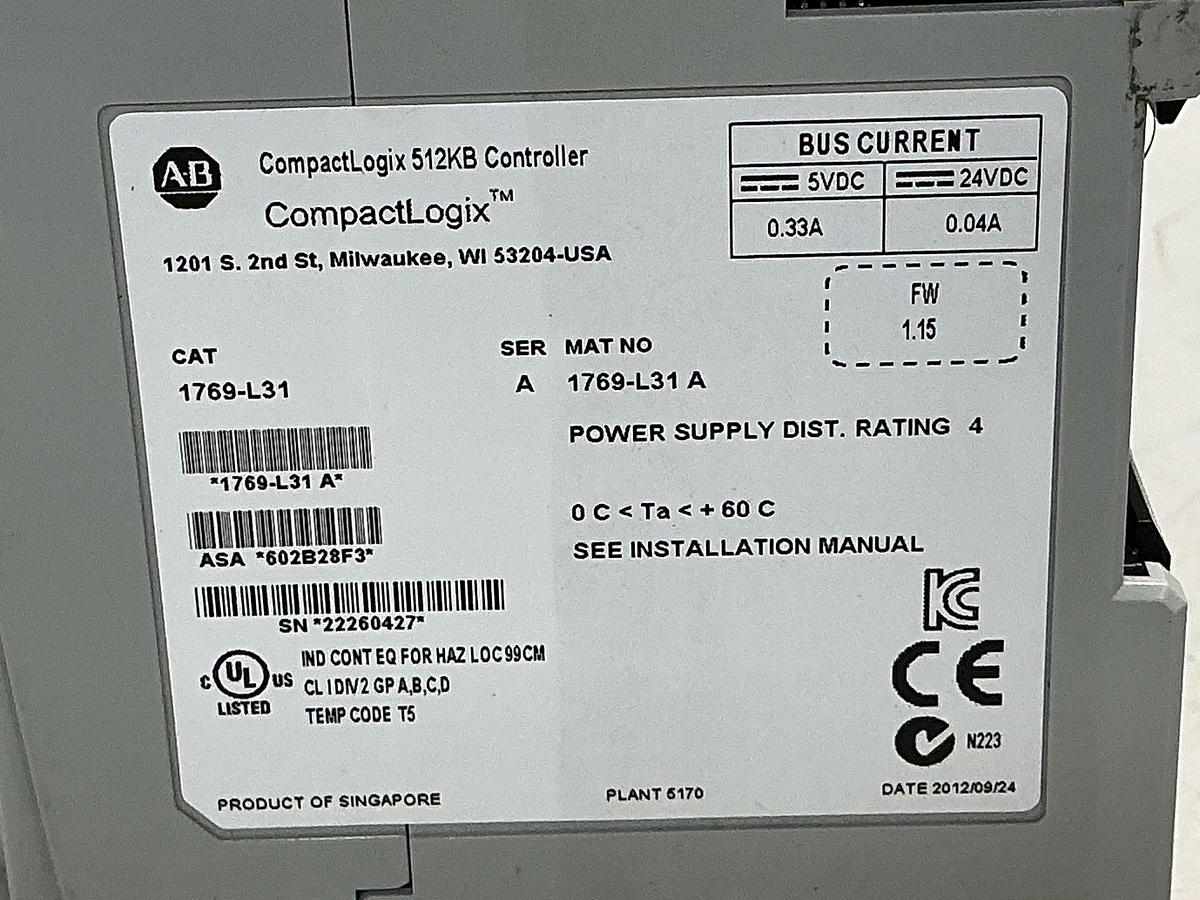 AB
CompactLogix 512KB Controller
CompactLogix™
1201 S. 2nd St, Milwaukee, WI 53204-USA
BUS CURRENT
5VDC 24VDC
0.33A 0.04A
FW
1.15
CAT SER MAT NO
1769-L31 A 1769-L31 A
*1769-L31 A*
POWER SUPPLY DIST. RATING 4
ASA *602B28F3*
0 C < Ta < + 60 C
SEE INSTALLATION MANUAL
SN *22260427*
C UL US
LISTED
IND CONT EQ FOR HAZ LOC 99CM
CL I DIV 2 GP A,B,C,D
TEMP CODE T5
KC
CE
N223
PRODUCT OF SINGAPORE
PLANT 6170
DATE 2012/09/24